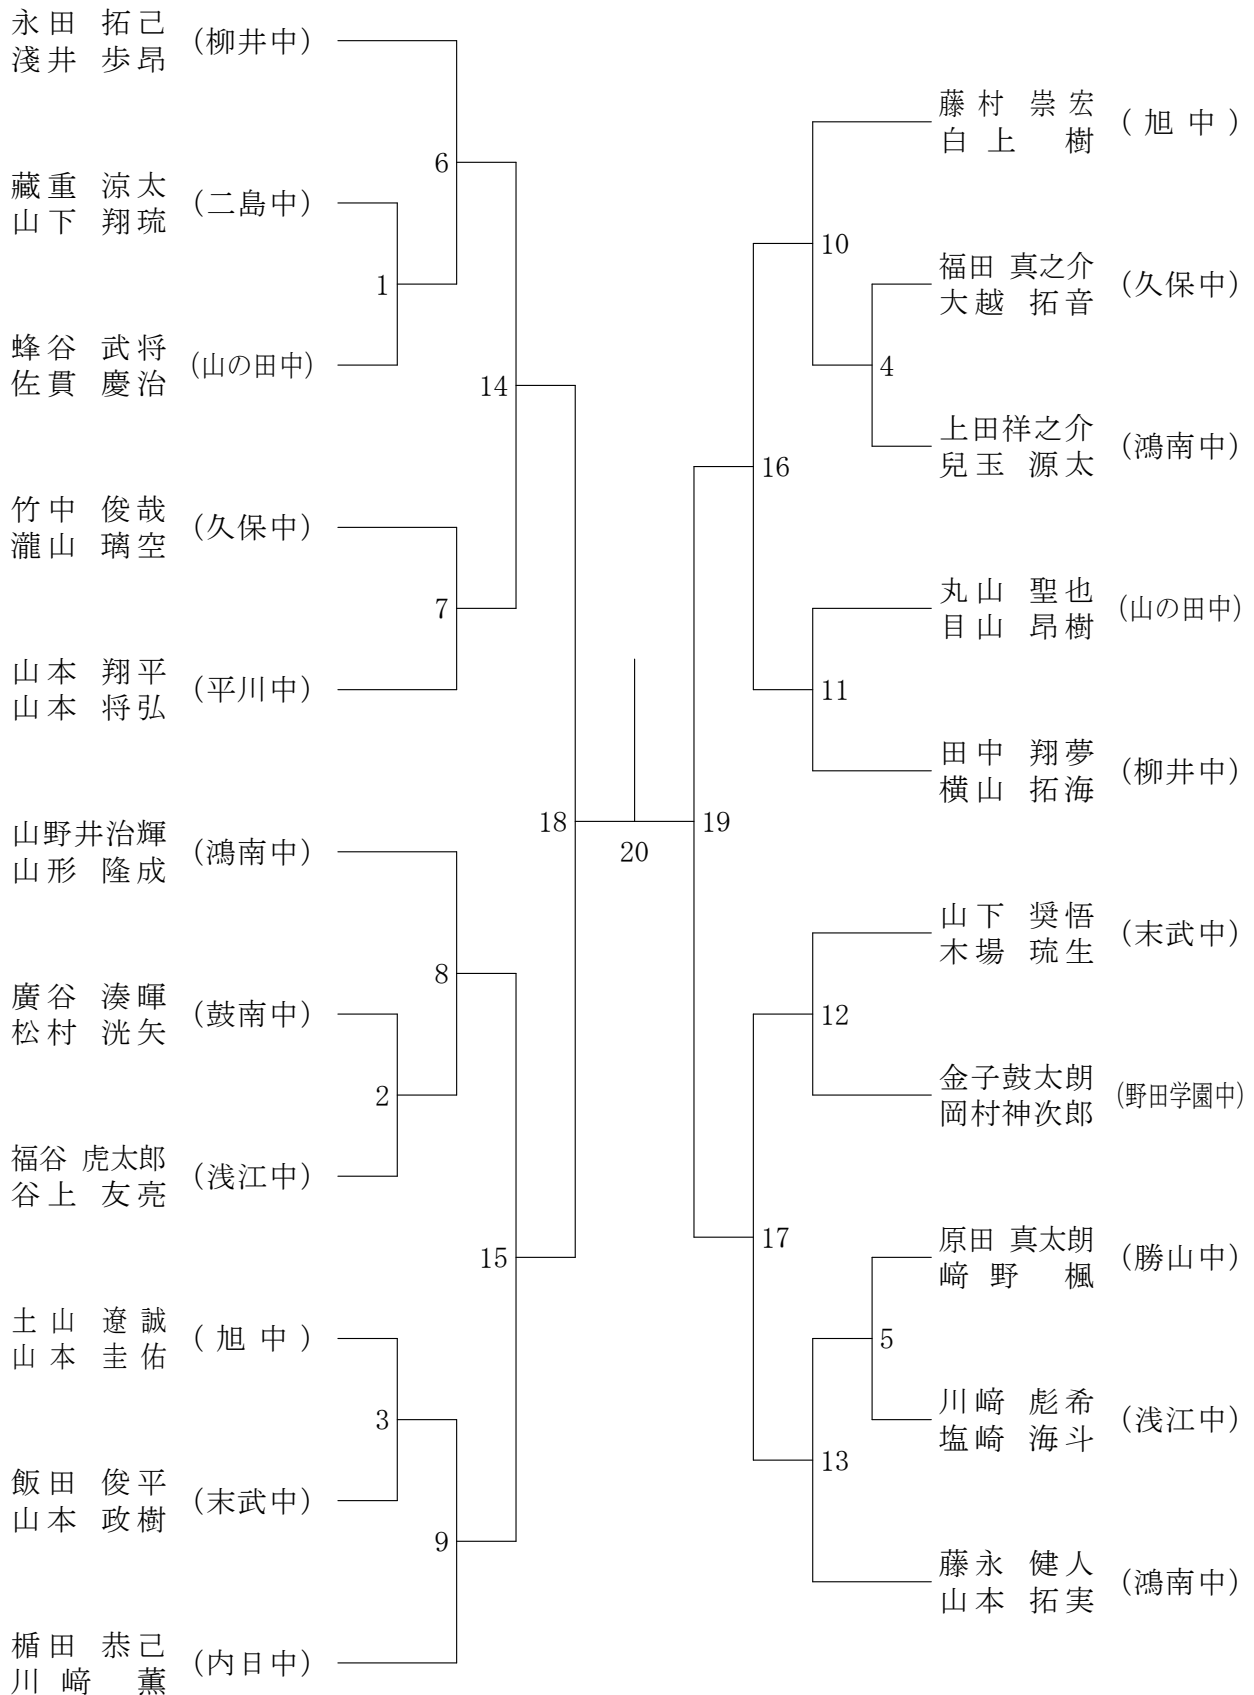 永田 拓己
淺井 歩昂
(柳井中)
藏重 涼太
山下 翔琉
(二島中)
蜂谷 武将
佐貫 慶治
(山の田中)
竹中 俊哉
瀧山 璃空
(久保中)
山本 翔平
山本 将弘
(平川中)
山野井治輝
山形 隆成
(鴻南中)
廣谷 湊暉
松村 洸矢
(鼓南中)
福谷 虎太郎
谷上 友亮
(浅江中)
土山 遼誠
山本 圭佑
(旭中)
飯田 俊平
山本 政樹
(末武中)
楯田 恭己
川﨑 薫
(内日中)
6
1
14
7
18
8
2
15
3
9
20
19
10
4
16
11
12
17
5
13
藤村 崇宏
白上 樹
(旭中)
福田 真之介
大越 拓音
(久保中)
上田祥之介
兒玉 源太
(鴻南中)
丸山 聖也
目山 昂樹
(山の田中)
田中 翔夢
横山 拓海
(柳井中)
山下 奨悟
木場 琉生
(末武中)
金子鼓太朗
岡村神次郎
(野田学園中)
原田 真太朗
﨑野 楓
(勝山中)
川﨑 彪希
塩崎 海斗
(浅江中)
藤永 健人
山本 拓実
(鴻南中)